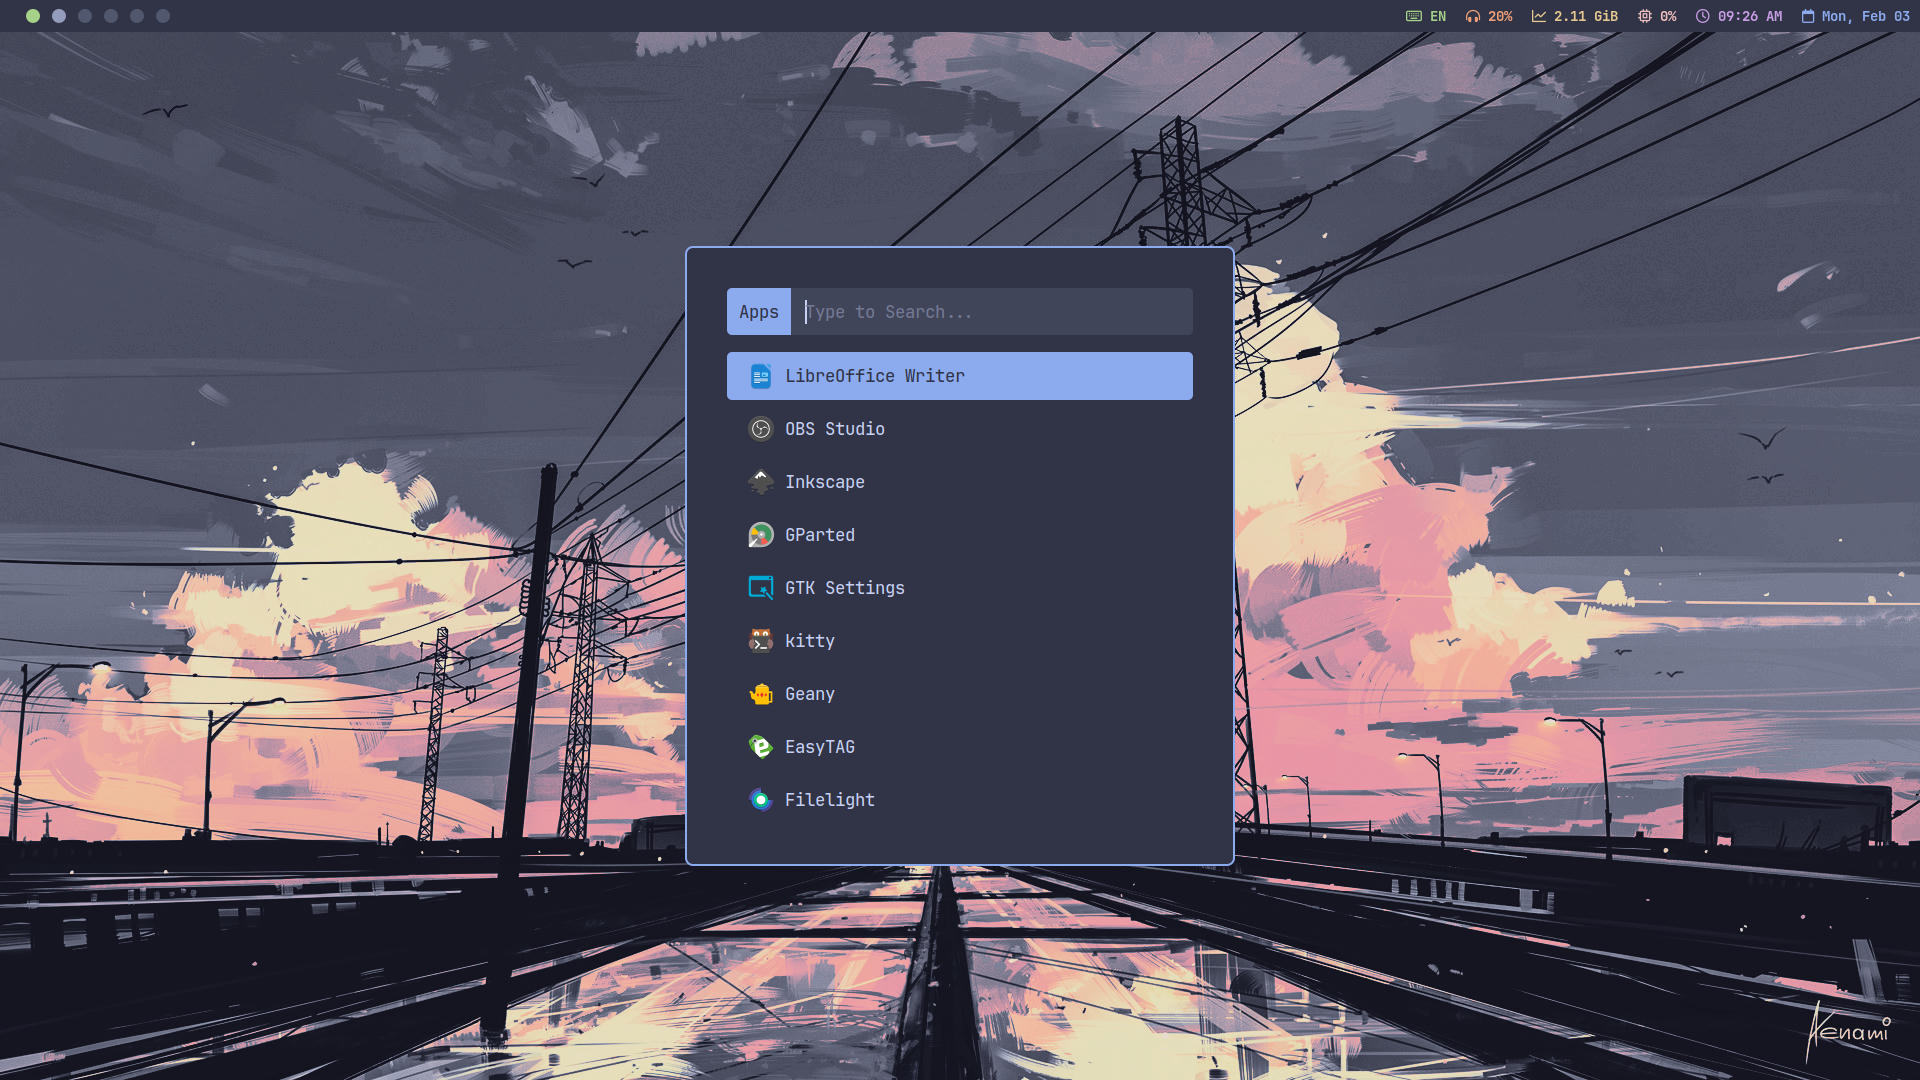 EN 20% 2.11 GiB 0% 09:26 AM Mon, Feb 03
Apps Type to Search...
LibreOffice Writer
OBS Studio
Inkscape
GParted
GTK Settings
kitty
Geany
EasyTAG
Filelight
Kenami